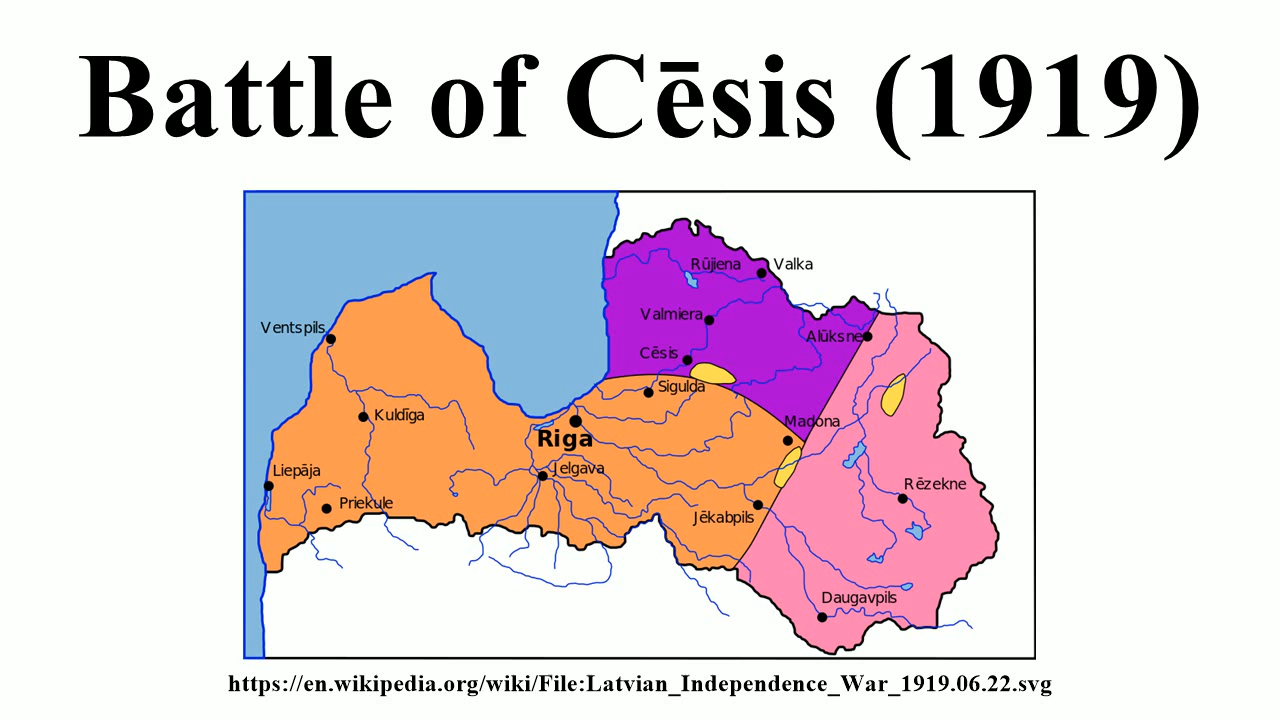 Battle of Cēsis (1919)
Rūjiena
Valka
Valmiera
Ventspils
Alūksne
Cēsis
Sigulda
Kuldīga
Madona
Riga
Jelgava
Liepāja
Rēzekne
Priekule
Jēkabpils
Daugavpils
https://en.wikipedia.org/wiki/File:Latvian_Independence_War_1919.06.22.svg